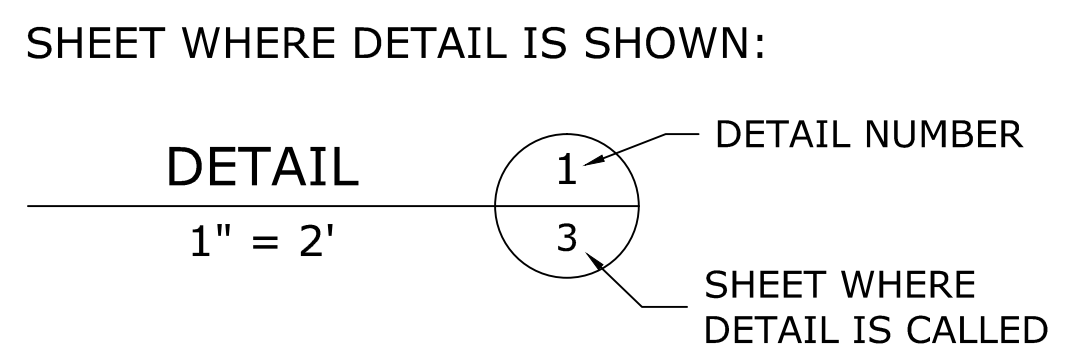 SHEET WHERE DETAIL IS SHOWN:
DETAIL
1" = 2'
1
3
DETAIL NUMBER
SHEET WHERE
DETAIL IS CALLED